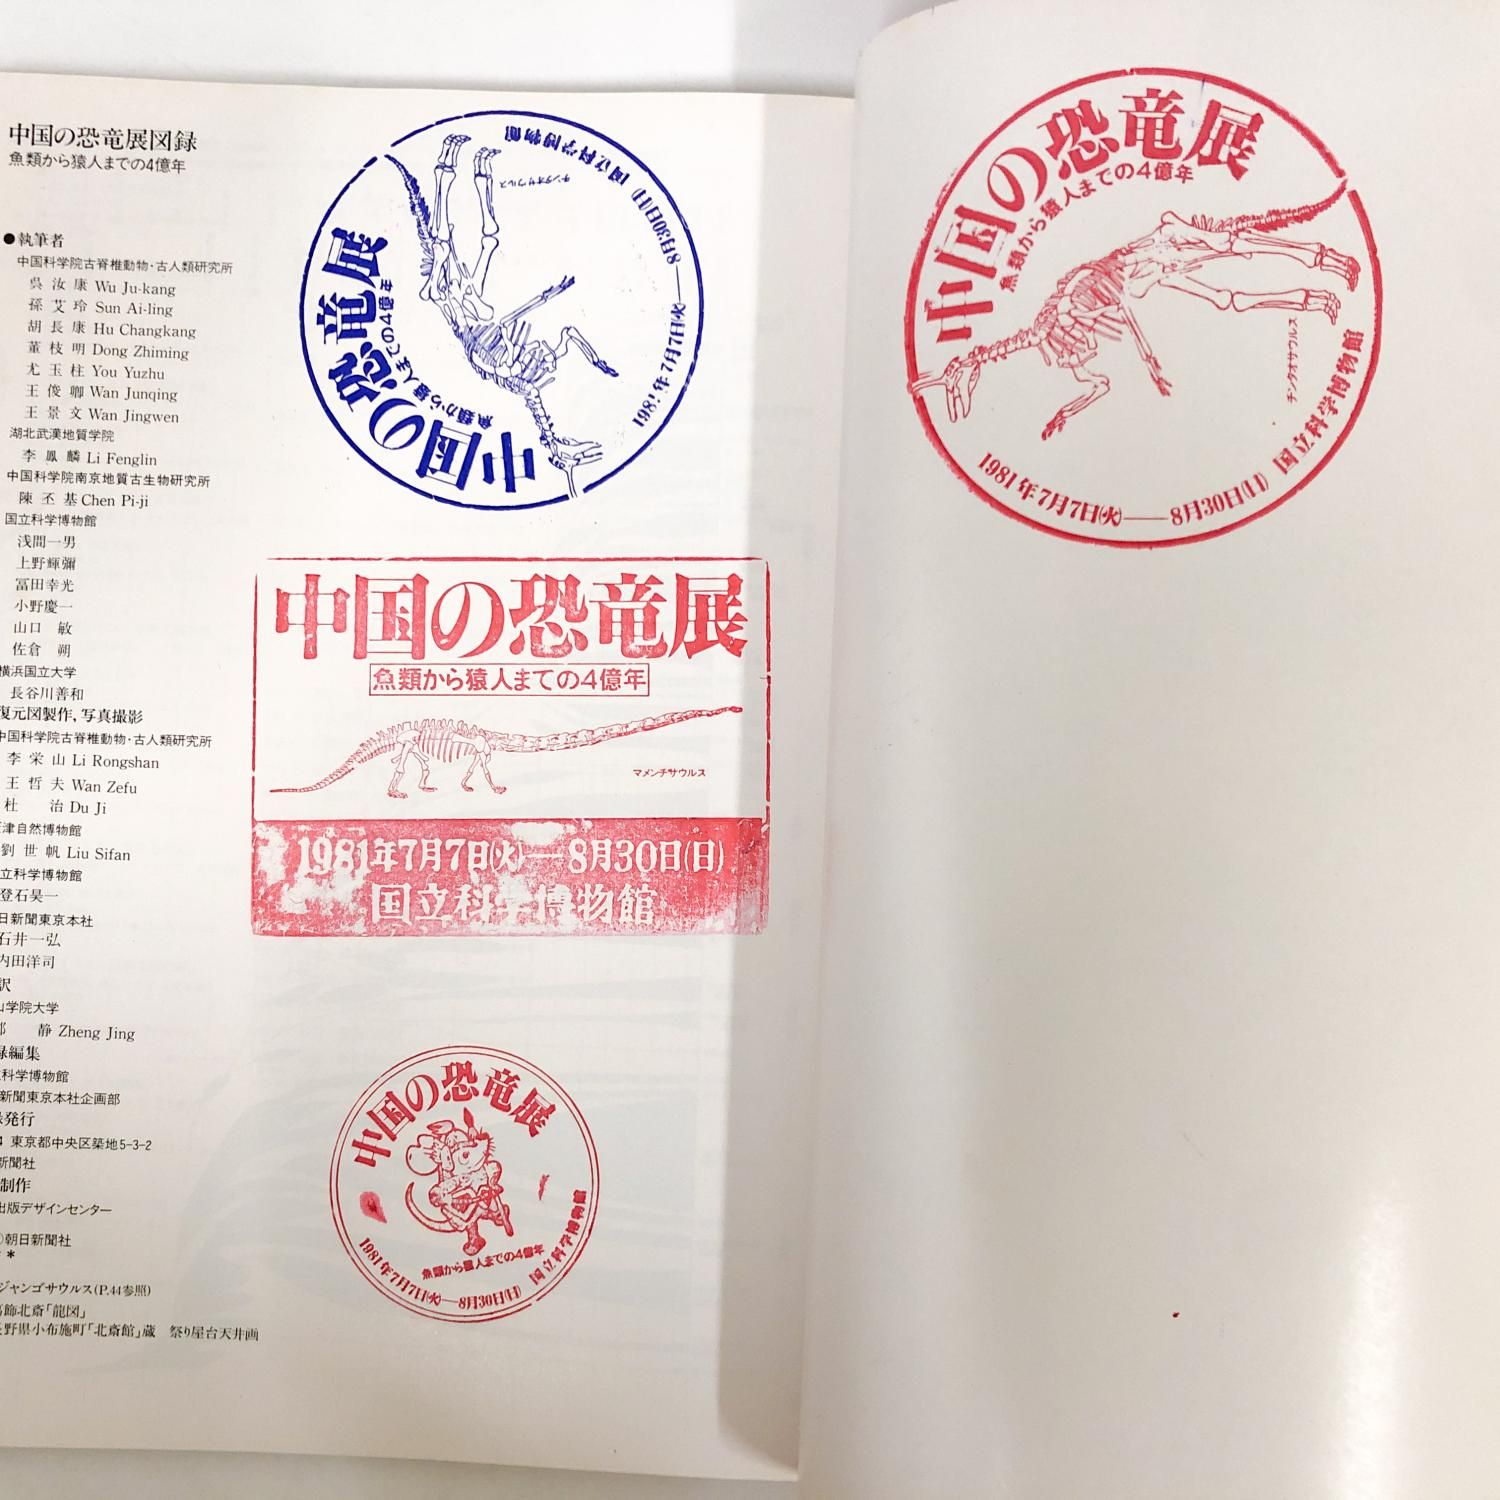 中国の恐竜展図録
魚類から猿人までの4億年
●執筆者
中国科学院古脊椎動物・古人類研究所
呉汝康 Wu Ju-kang
孫艾玲 Sun Ai-ling
胡長康 Hu Changkang
董枝明 Dong Zhiming
尤玉柱 You Yuzhu
王俊卿 Wan Junqing
王景文 Wan Jingwen
湖北武漢地質学院
李鳳麟 Li Fenglin
中国科学院南京地質古生物研究所
陳丕基 Chen Pi-ji
国立科学博物館
浅間一男
上野輝彌
冨田幸光
小野慶一
山口 敏
佐倉 朔
横浜国立大学
長谷川善和
復元図製作，写真撮影
中国科学院古脊椎動物・古人類研究所
李栄山 Li Rongshan
王哲夫 Wan Zefu
杜 治 Du Ji
津自然博物館
劉世帆 Liu Sifan
立科学博物館
登石昊一
日新聞東京本社
石井一弘
内田洋司
訳
山学院大学
静 Zheng Jing
録編集
科学博物館
新聞東京本社企画部
発行
4 東京都中央区築地5-3-2
新聞社
制作
出版デザインセンター
朝日新聞社
＊
ジャンゴサウルス(P.44参照)
飾北斎「龍図」
野県小布施町「北斎館」蔵 祭り屋台天井画
中国の恐竜展
魚類から猿人までの4億年
チンタオサウルス
1981年7月7日(火)—8月30日(日) 国立科学博物館
中国の恐竜展
魚類から猿人までの4億年
マメンチサウルス
1981年7月7日(火)—8月30日(日)
国立科学博物館
中国の恐竜展
魚類から猿人までの4億年
1981年7月7日(火)—8月30日(日) 国立科学博物館
中国の恐竜展
魚類から猿人までの4億年
チンタオサウルス
1981年7月7日(火)—8月30日(日) 国立科学博物館